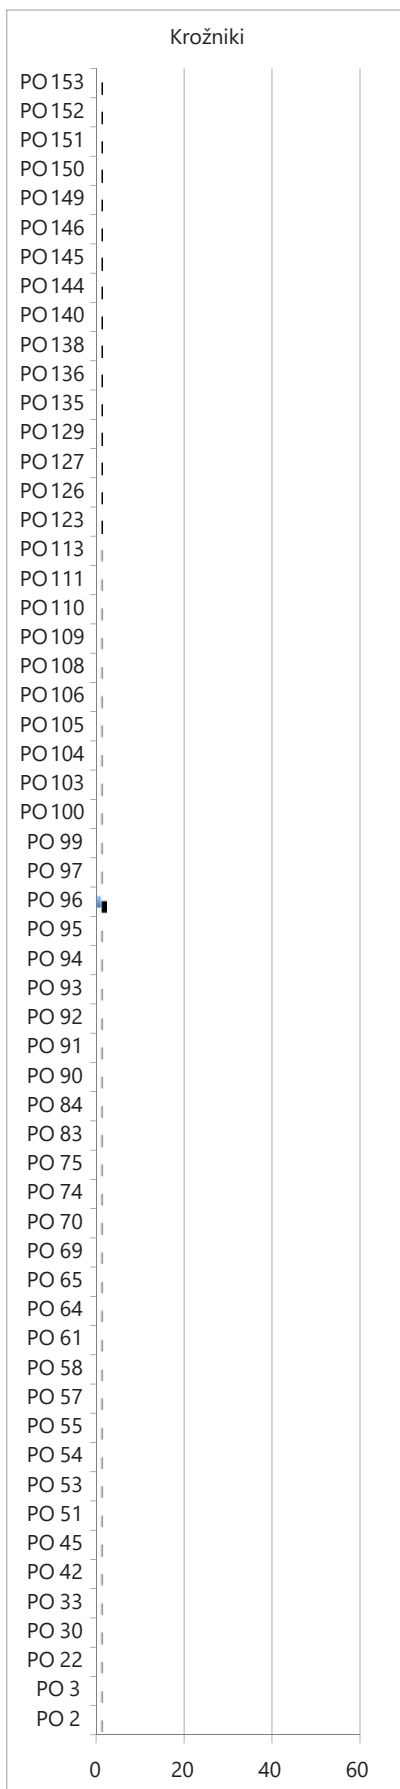 Krožniki
PO 153
PO 152
PO 151
PO 150
PO 149
PO 146
PO 145
PO 144
PO 140
PO 138
PO 136
PO 135
PO 129
PO 127
PO 126
PO 123
PO 113
PO 111
PO 110
PO 109
PO 108
PO 106
PO 105
PO 104
PO 103
PO 100
PO 99
PO 97
PO 96
PO 95
PO 94
PO 93
PO 92
PO 91
PO 90
PO 84
PO 83
PO 75
PO 74
PO 70
PO 69
PO 65
PO 64
PO 61
PO 58
PO 57
PO 55
PO 54
PO 53
PO 51
PO 45
PO 42
PO 33
PO 30
PO 22
PO 3
PO 2
0 20 40 60